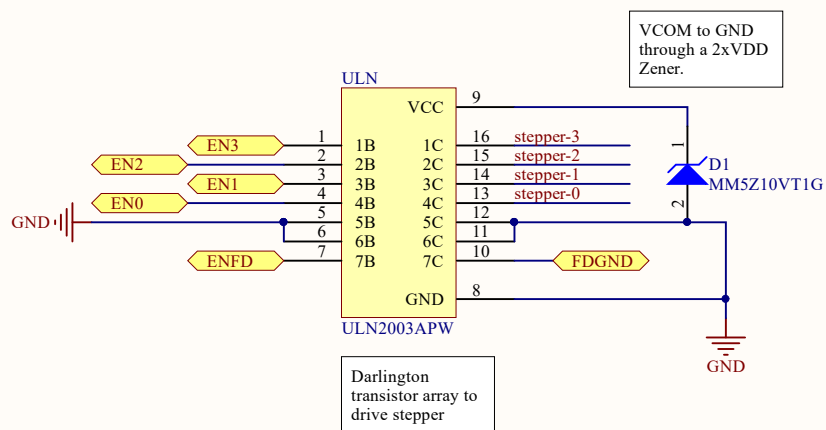 VCOM to GND
through a 2xVDD
Zener.
ULN
VCC 9
EN3 1 1B 1C 16 stepper-3
EN2 2 2B 2C 15 stepper-2
EN1 3 3B 3C 14 stepper-1
EN0 4 4B 4C 13 stepper-0
GND 5 5B 5C 12
6 6B 6C 11
ENFD 7 7B 7C 10 FDGND
GND 8
ULN2003APW
1
D1
MM5Z10VT1G
2
GND
Darlington
transistor array to
drive stepper